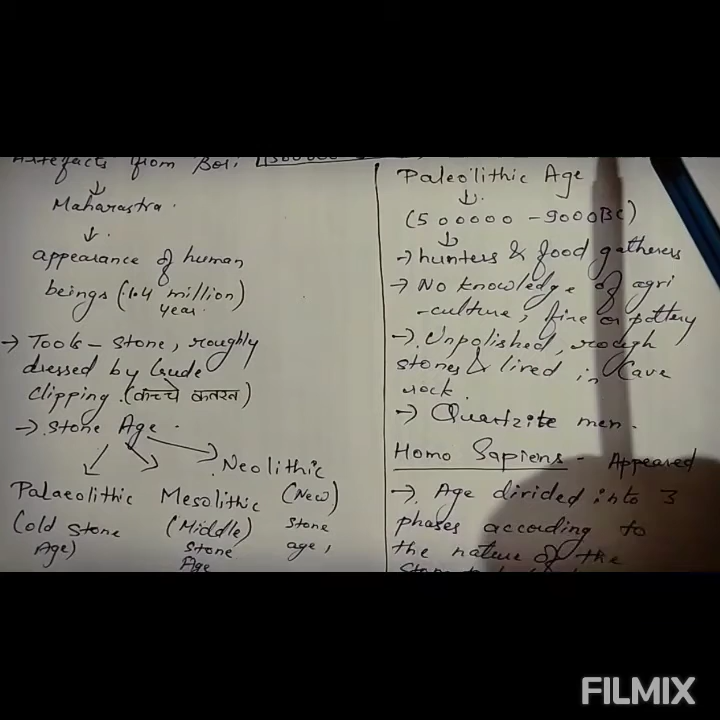 Artefacts from Bori
Maharastra.
appearance of human
beings (1.4 million)
year.
→ Tools - stone, roughly
dressed by Crude
clipping. (कच्चे कतरन)
→ Stone Age.
Neolithic
Palaeolithic Mesolithic (New)
(old stone (Middle) stone
Age) stone age,
Age
Paleolithic Age
(500000 - 9000BC)
→ hunters & food gatherers
→ No knowledge of agri
-culture, fire or pottery
→ Unpolished, rough
stones & lived in Cave
rock.
→ Quartzite men.
Homo Sapiens - Appeared
→ Age divided into 3
phases according to
the nature of the
FILMIX